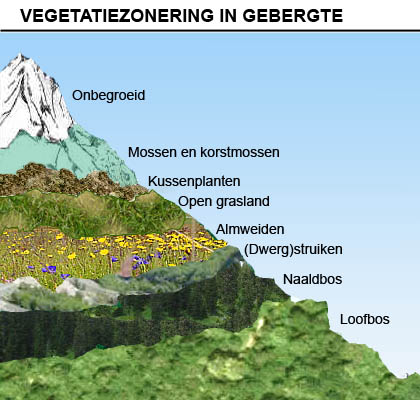 VEGETATIEZONERING IN GEBERGTE
Onbegroeid
Mossen en korstmossen
Kussenplanten
Open grasland
Almweiden
(Dwerg)struiken
Naaldbos
Loofbos